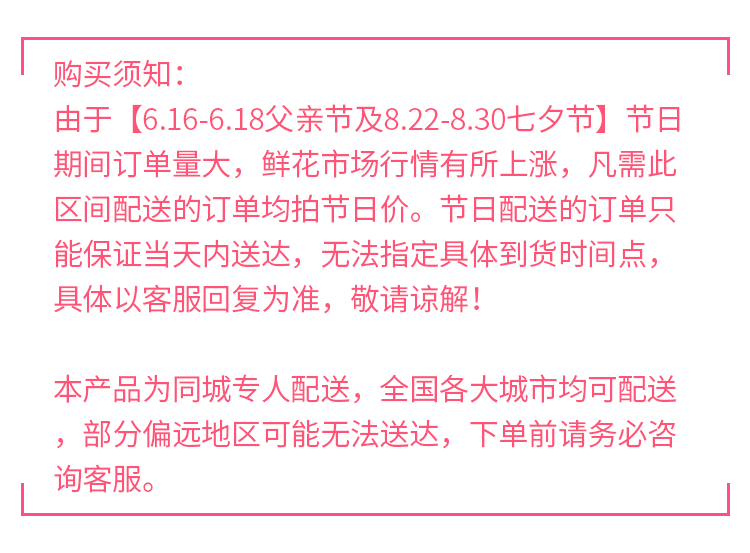 购买须知：
由于【6.16-6.18父亲节及8.22-8.30七夕节】节日
期间订单量大，鲜花市场行情有所上涨，凡需此
区间配送的订单均拍节日价。节日配送的订单只
能保证当天内送达，无法指定具体到货时间点，
具体以客服回复为准，敬请谅解！
本产品为同城专人配送，全国各大城市均可配送
，部分偏远地区可能无法送达，下单前请务必咨
询客服。